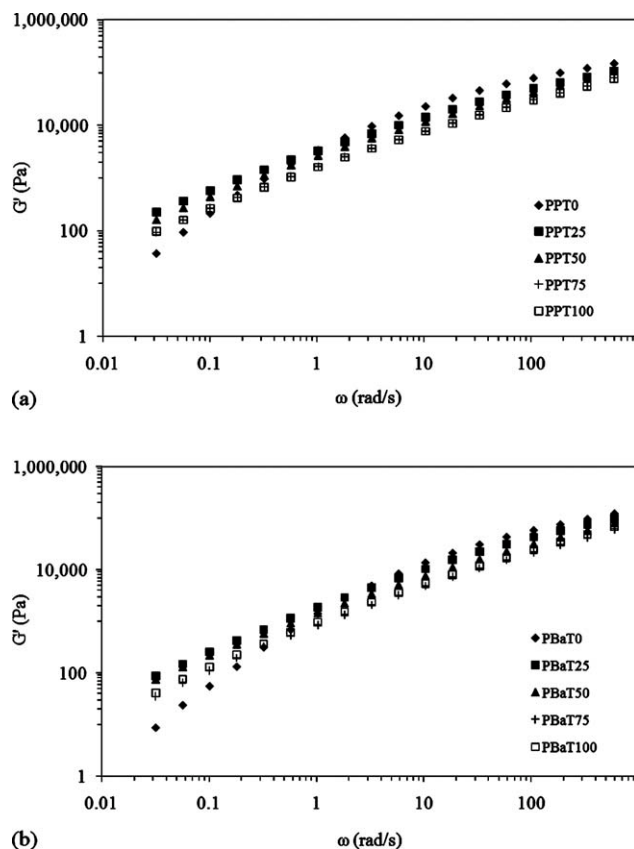 1,000,000
10,000
100
1
G' (Pa)
PPT0
PPT25
PPT50
PPT75
PPT100
0.01 0.1 1 10 100
ω (rad/s)
(a)
1,000,000
10,000
100
1
G' (Pa)
PBaT0
PBaT25
PBaT50
PBaT75
PBaT100
0.01 0.1 1 10 100
ω (rad/s)
(b)